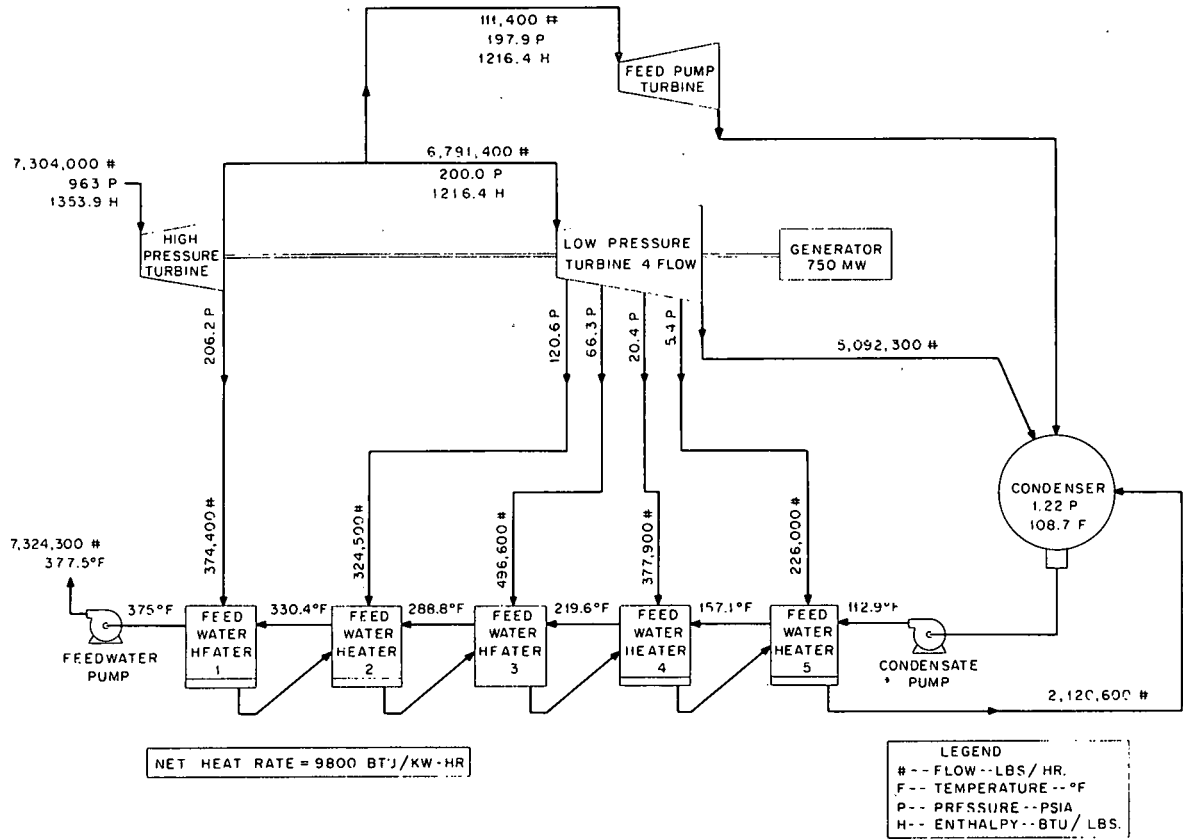 111,400 #
197.9 P
1216.4 H
FEED PUMP
TURBINE
7,304,000 #
963 P
1353.9 H
6,791,400 #
200.0 P
1216.4 H
HIGH
PRESSURE
TURBINE
LOW PRESSURE
TURBINE 4 FLOW
GENERATOR
750 MW
206.2 P
120.6 P
66.3 P
20.4 P
5.4 P
5,092,300 #
CONDENSER
1.22 P
108.7 F
374,400 #
324,500 #
496,600 #
377,900 #
226,000 #
7,324,300 #
377.5°F
375°F
330.4°F
288.8°F
219.6°F
157.1°F
112.9°F
FEEDWATER
PUMP
FEED
WATER
HEATER
1
FEED
WATER
HEATER
2
FEED
WATER
HEATER
3
FEED
WATER
HEATER
4
FEED
WATER
HEATER
5
CONDENSATE
PUMP
2,120,600 #
NET HEAT RATE = 9800 BTU/KW-HR
LEGEND
# -- FLOW--LBS/HR.
F -- TEMPERATURE--°F
P -- PRESSURE--PSIA
H -- ENTHALPY--BTU/LBS.